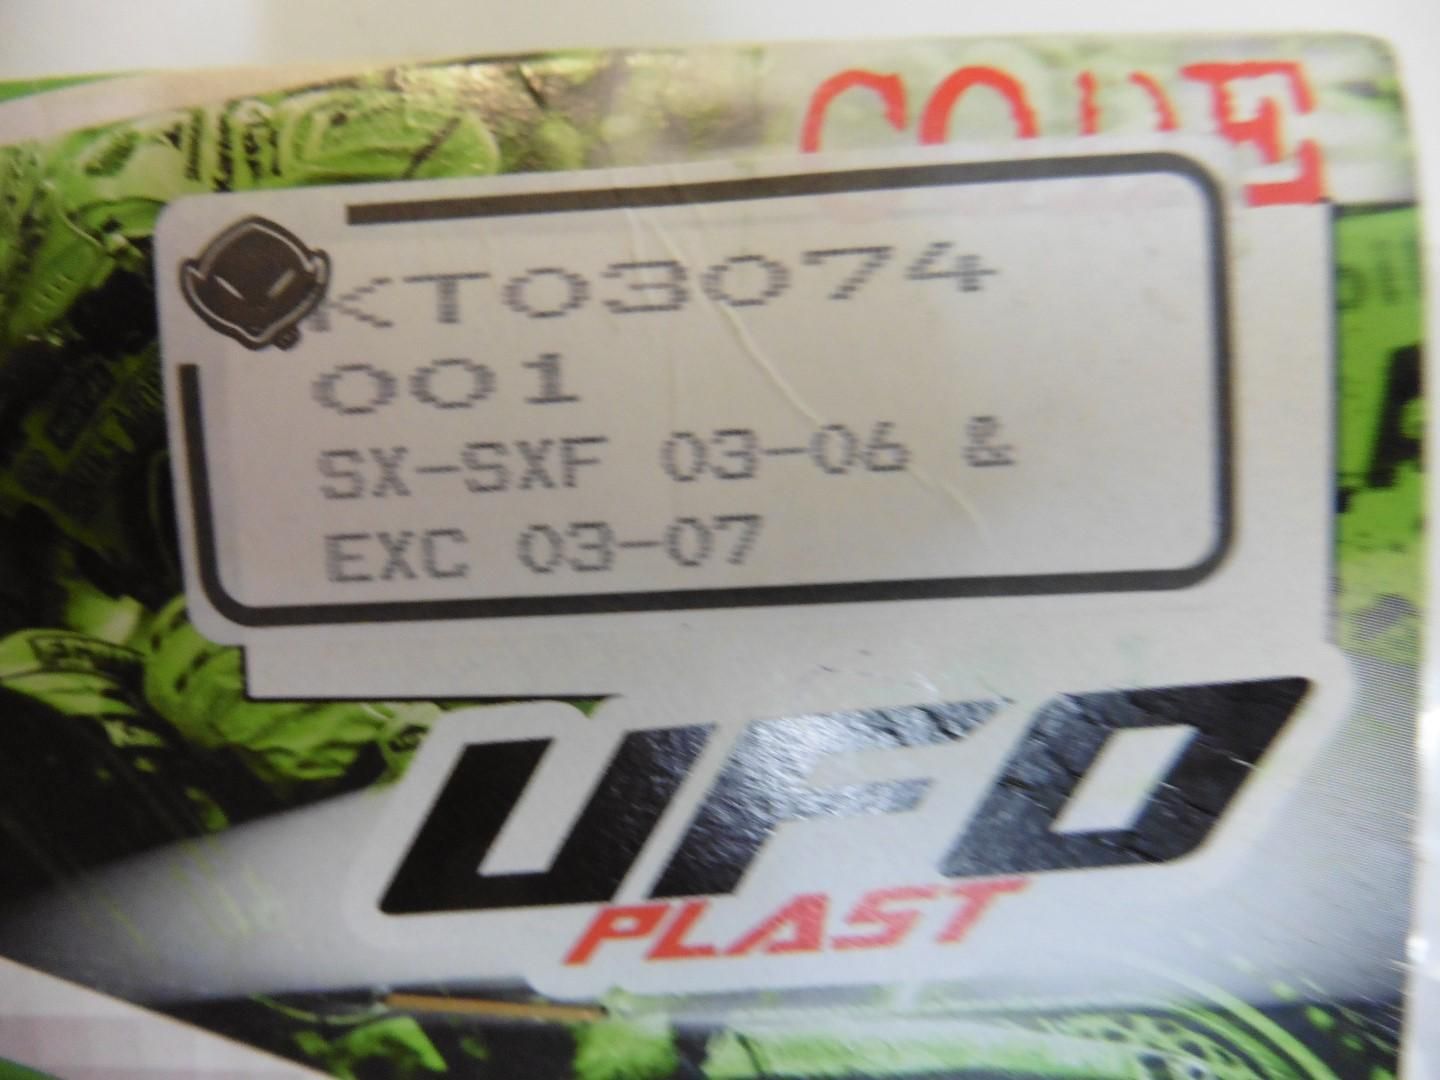 CODE
KT03074
001
SX-SXF 03-06 &
EXC 03-07
UFO
PLAST